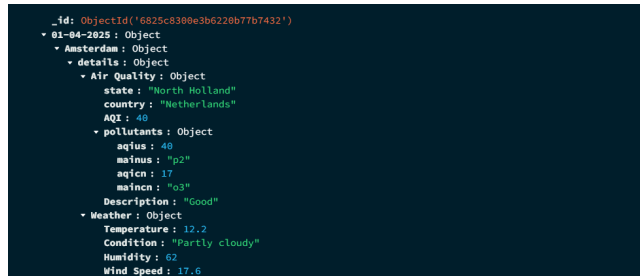 _id: ObjectId('6825c8300e3b6220b77b7432')
01-04-2025 : Object
Amsterdam : Object
details : Object
Air Quality : Object
state : "North Holland"
country : "Netherlands"
AQI : 40
pollutants : Object
aqius : 40
mainus : "p2"
aqicn : 17
maincn : "o3"
Description : "Good"
Weather : Object
Temperature : 12.2
Condition : "Partly cloudy"
Humidity : 62
Wind Speed : 17.6